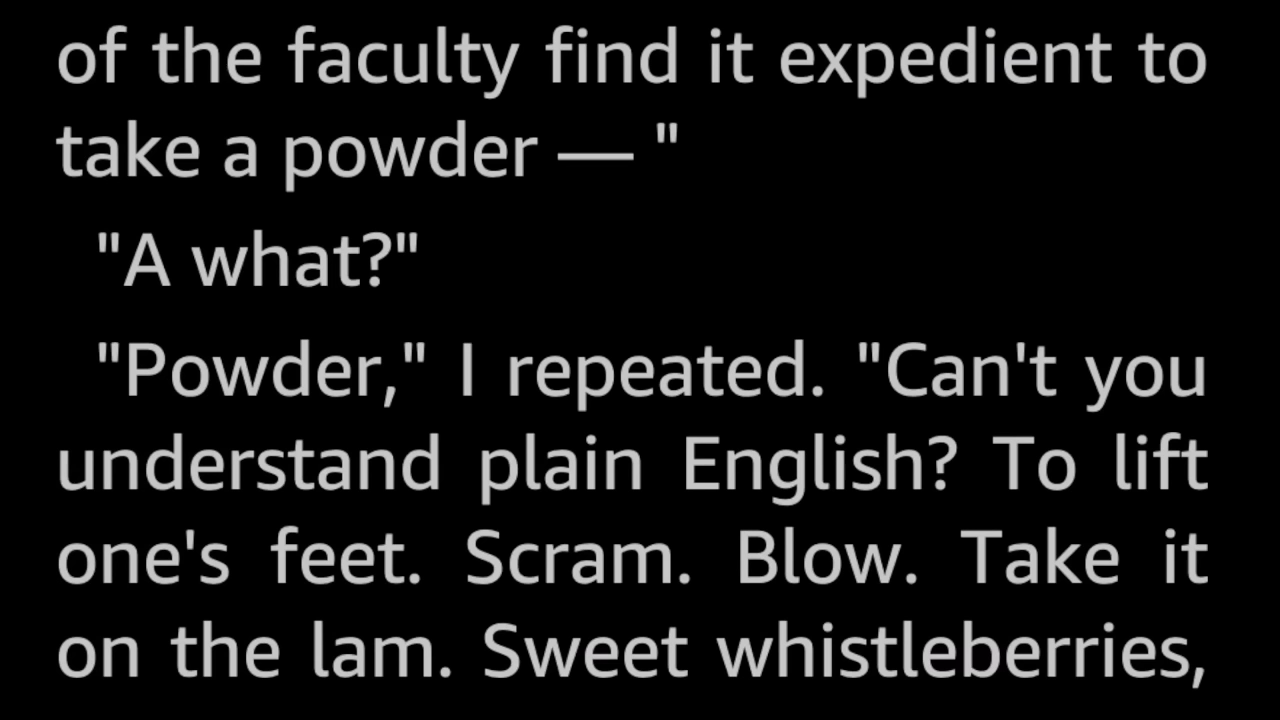 of the faculty find it expedient to
take a powder — "
"A what?"
"Powder," I repeated. "Can't you
understand plain English? To lift
one's feet. Scram. Blow. Take it
on the lam. Sweet whistleberries,